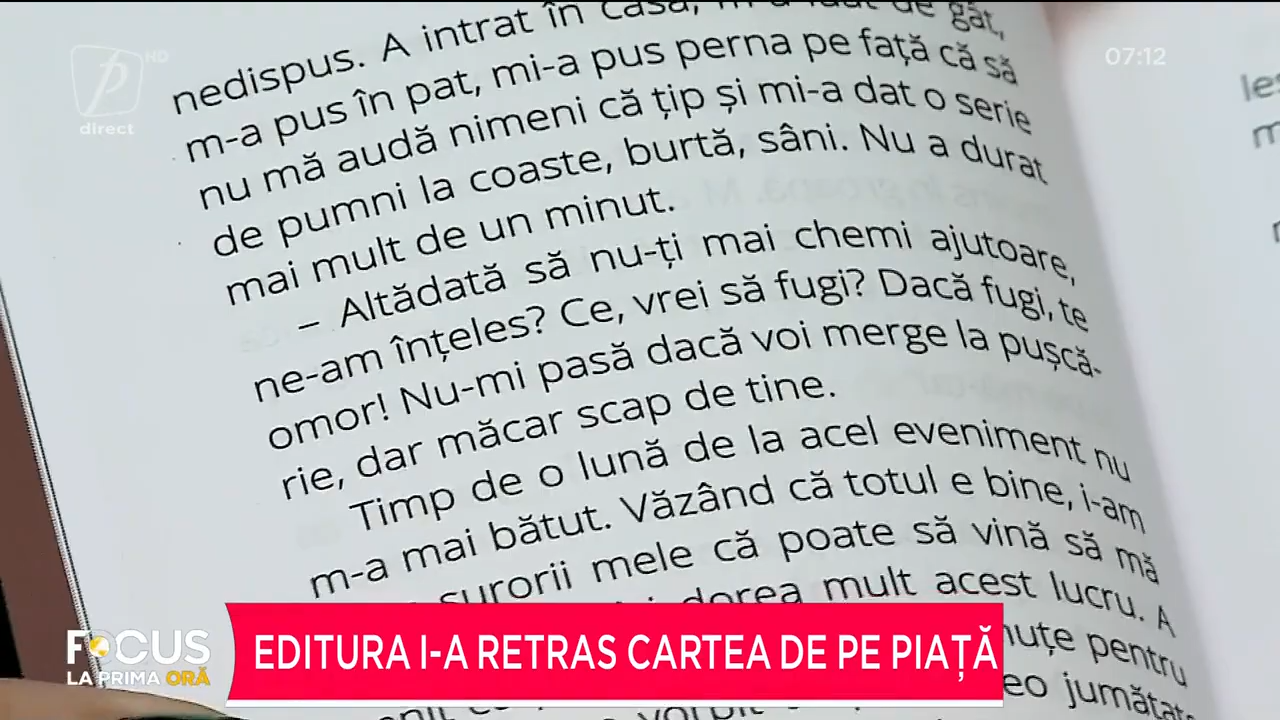 HD
direct
07:12
nedispus. A intrat în casa, de gât,
m-a pus în pat, mi-a pus perna pe față că să
nu mă audă nimeni că țip și mi-a dat o serie
de pumni la coaste, burtă, sâni. Nu a durat
mai mult de un minut.
– Altădată să nu-ți mai chemi ajutoare,
ne-am înțeles? Ce, vrei să fugi? Dacă fugi, te
omor! Nu-mi pasă dacă voi merge la pușcă-
rie, dar măcar scap de tine.
Timp de o lună de la acel eveniment nu
m-a mai bătut. Văzând că totul e bine, i-am
surorii mele că poate să vină să mă
dorea mult acest lucru. A
pentru
jumătat
FOCUS
LA PRIMA ORĂ
EDITURA I-A RETRAS CARTEA DE PE PIAȚĂ